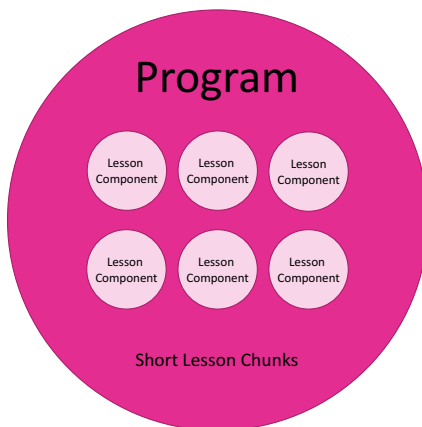 Program
Lesson
Component
Lesson
Component
Lesson
Component
Lesson
Component
Lesson
Component
Lesson
Component
Short Lesson Chunks